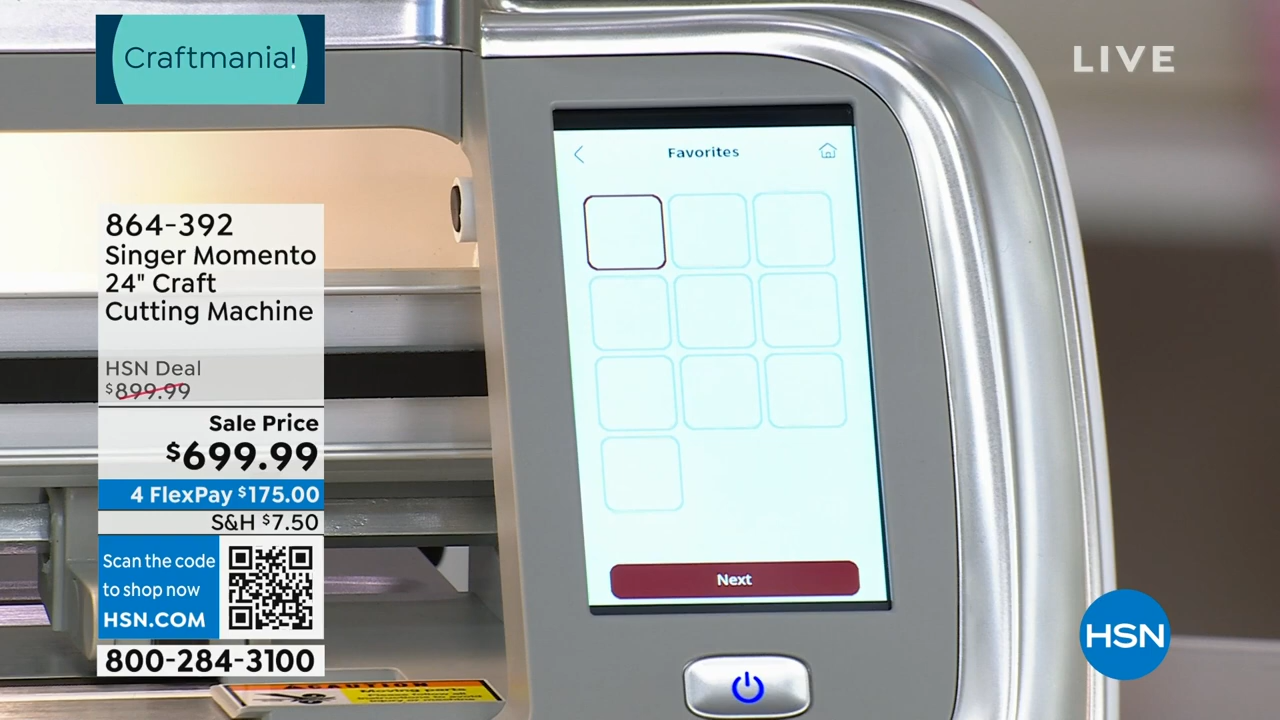 Craftmania!
LIVE
Favorites
864-392
Singer Momento
24" Craft
Cutting Machine
HSN Deal
$899.99
Sale Price
$699.99
4 FlexPay $175.00
S&H $7.50
Scan the code
to shop now
HSN.COM
800-284-3100
Next
HSN
Moving parts